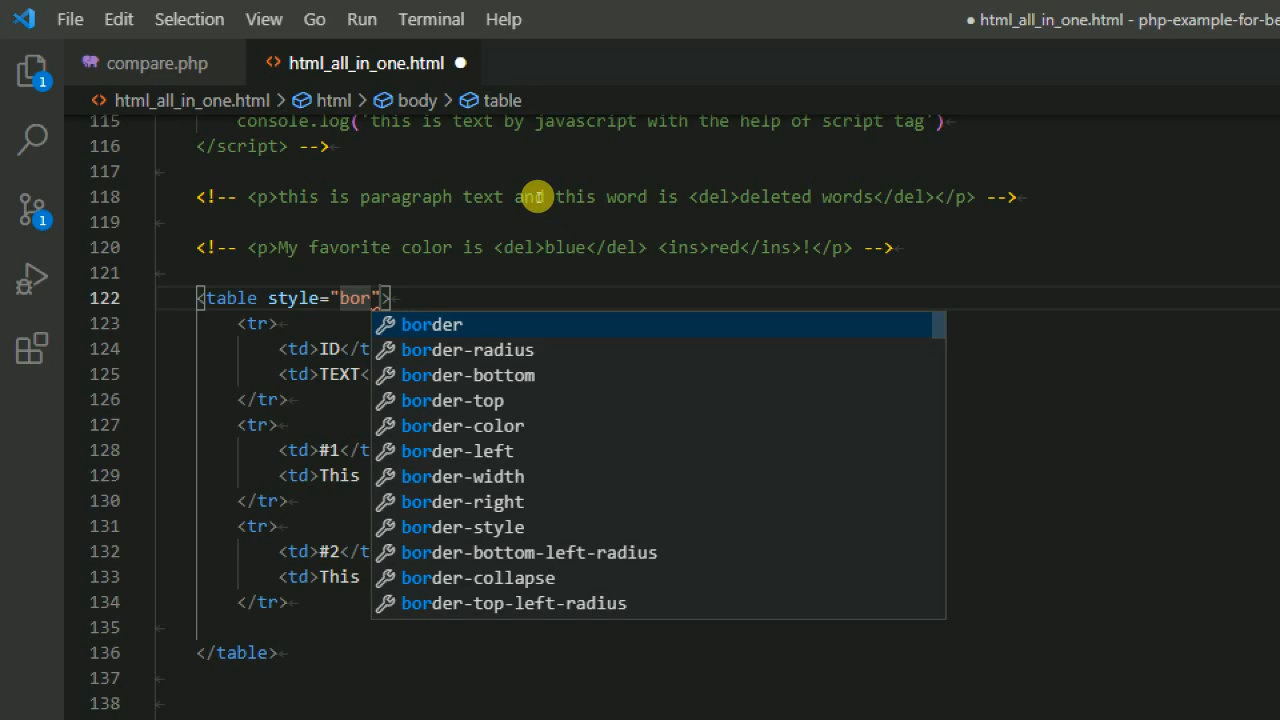 File Edit Selection View Go Run Terminal Help ● html_all_in_one.html - php-example-for-be
compare.php html_all_in_one.html ●
html_all_in_one.html > html > body > table
115 console.log(`this is text by javascript with the help of script tag`)
1
116 </script> -->
117
118 <!-- <p>this is paragraph text and this word is <del>deleted words</del></p> -->
119
1
120 <!-- <p>My favorite color is <del>blue</del> <ins>red</ins>!</p> -->
121
122 <table style="bor">
123 <tr>
border
124 <td>ID</t
border-radius
125 <td>TEXT<
border-bottom
126 </tr>
border-top
127 <tr>
border-color
128 <td>#1</t
border-left
129 <td>This
border-width
130 </tr>
border-right
131 <tr>
border-style
132 <td>#2</t
border-bottom-left-radius
133 <td>This
border-collapse
134 </tr>
border-top-left-radius
135
136 </table>
137
138